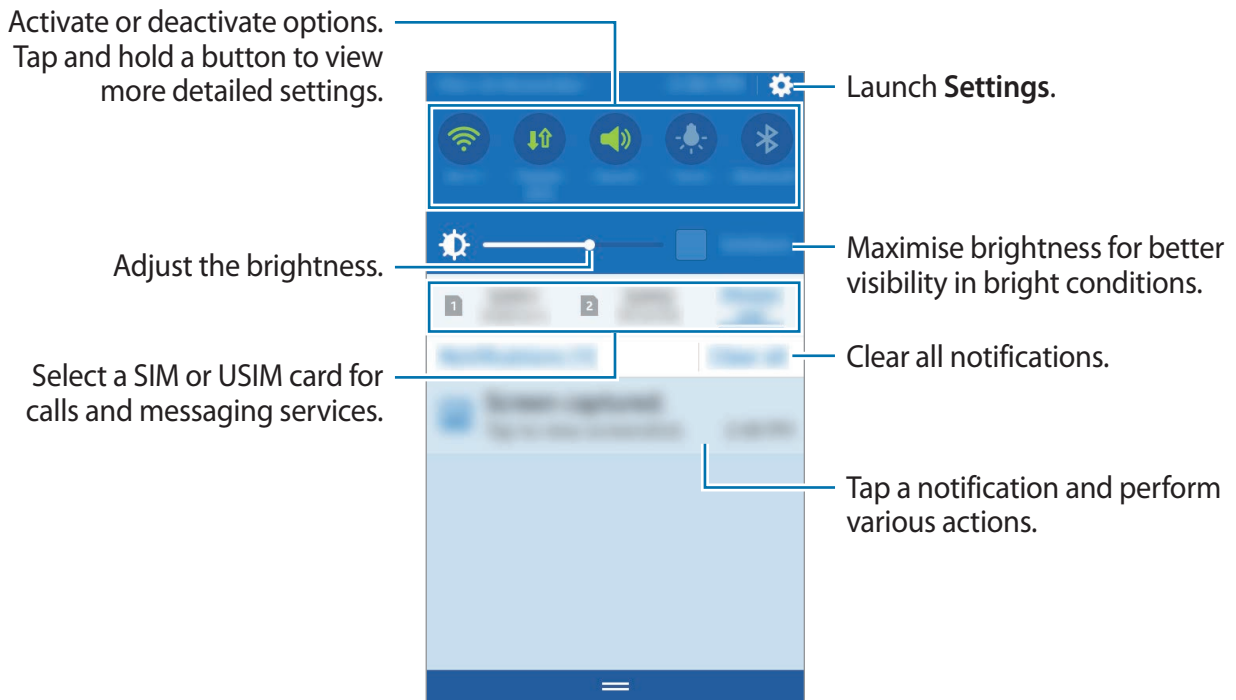 Activate or deactivate options.
Tap and hold a button to view
more detailed settings.
Launch Settings.
Adjust the brightness.
Maximise brightness for better
visibility in bright conditions.
1
2
Select a SIM or USIM card for
calls and messaging services.
Clear all notifications.
Screen captured.
Tap a notification and perform
various actions.